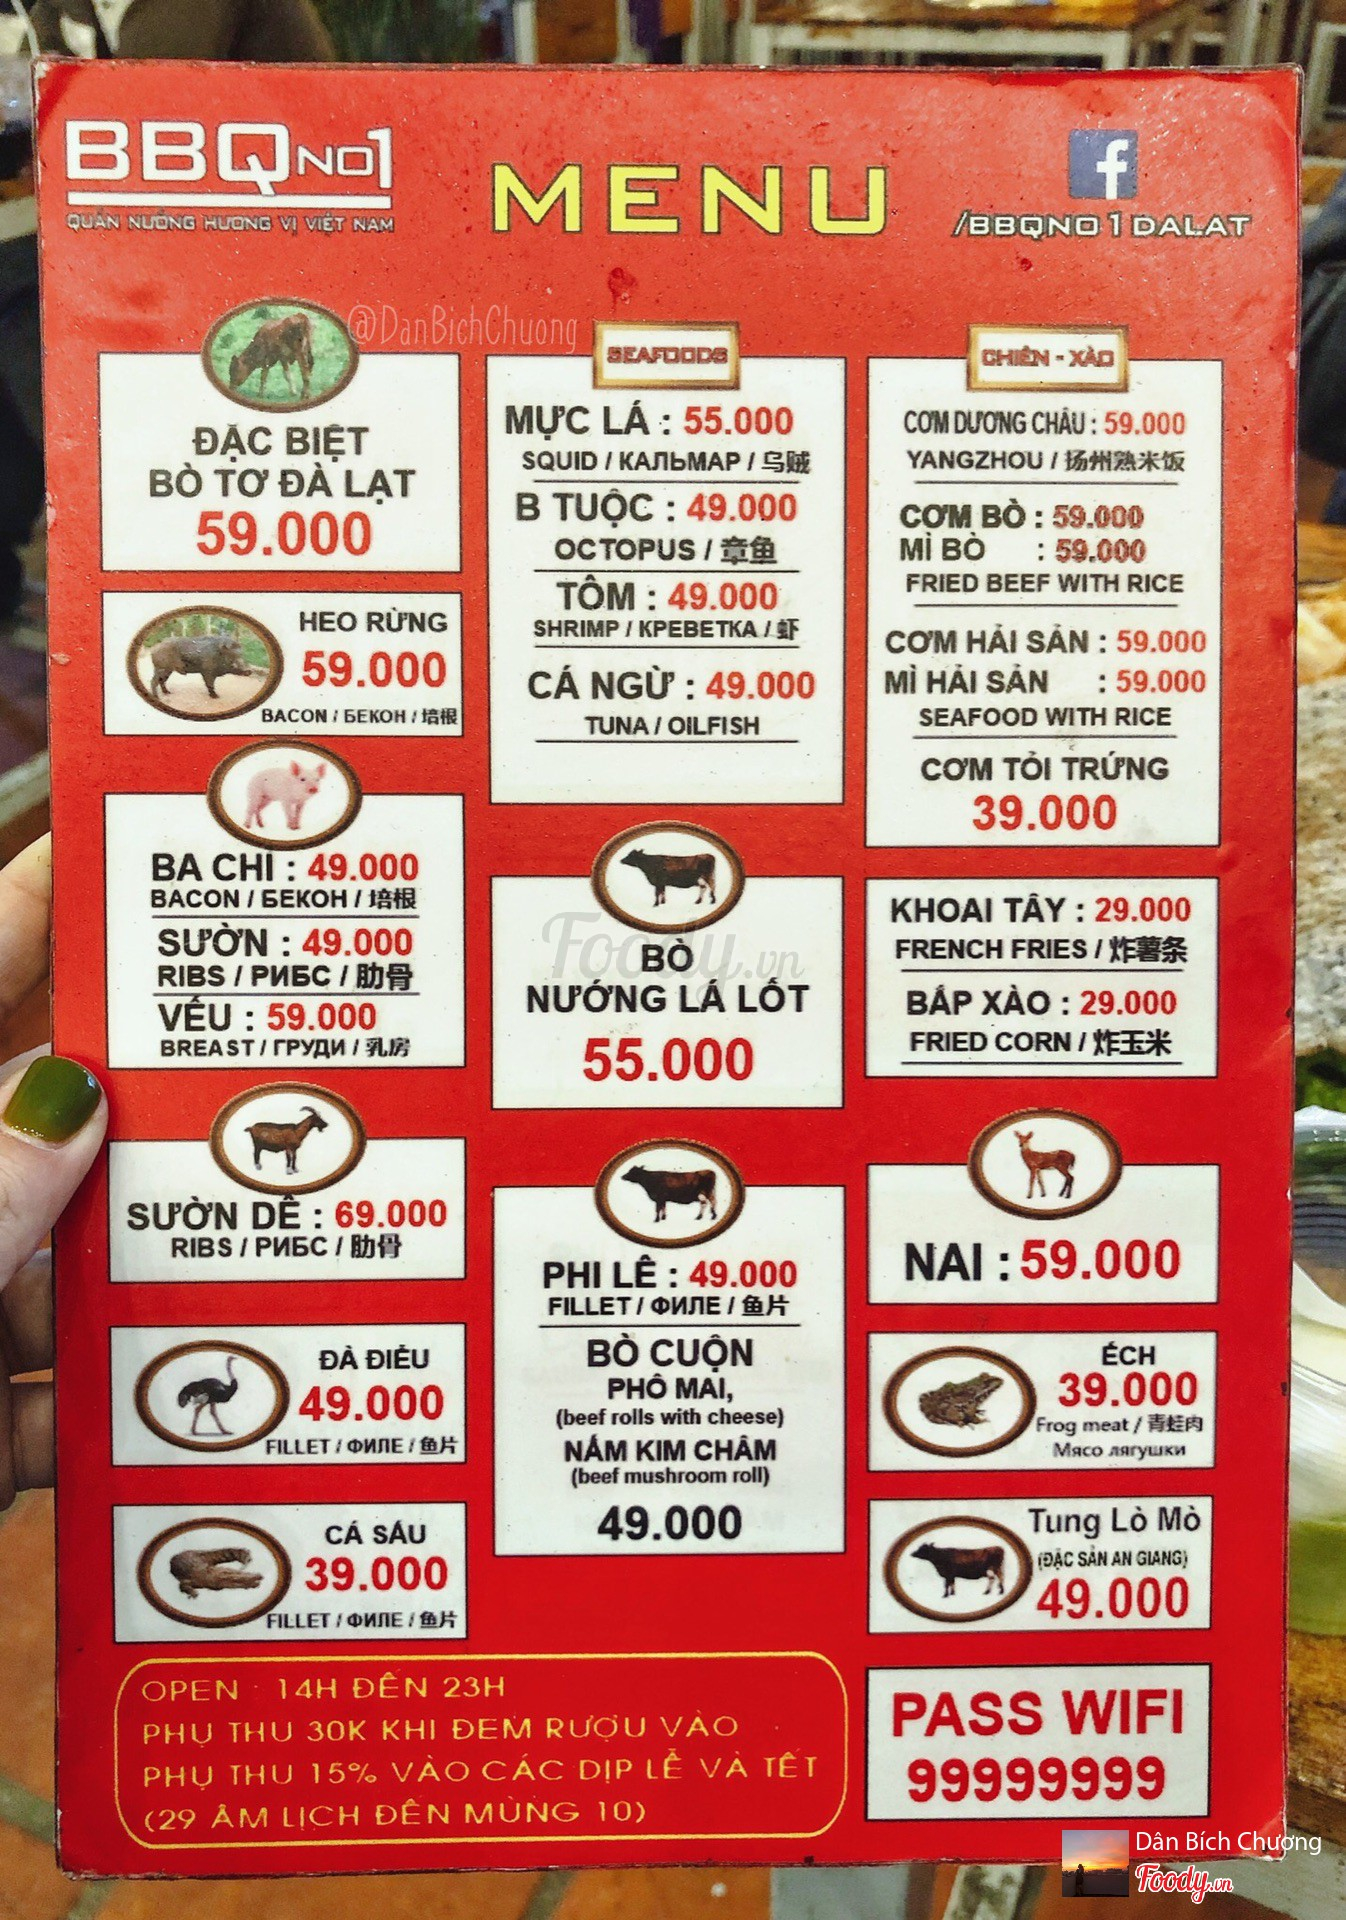 BBQ NO1
QUÁN NƯỚNG HƯƠNG VỊ VIỆT NAM
MENU
f
/BBQNO 1 DALAT
@DanBichChuong
ĐẶC BIỆT
BÒ TƠ ĐÀ LẠT
59.000
HEO RỪNG
59.000
BACON / БЕКОН / 培根
BA CHỈ : 49.000
BACON / БЕКОН / 培根
SƯỜN : 49.000
RIBS / РИБС / 肋骨
VẾU : 59.000
BREAST / ГРУДИ / 乳房
SƯỜN DÊ : 69.000
RIBS / РИБС / 肋骨
ĐÀ ĐIỂU
49.000
FILLET / ФИЛЕ / 鱼片
CÁ SẤU
39.000
FILLET / ФИЛЕ / 鱼片
SEAFOODS
MỰC LÁ : 55.000
SQUID / КАЛЬМАР / 乌贼
B TUỘC : 49.000
OCTOPUS / 章鱼
TÔM : 49.000
SHRIMP / КРЕВЕТКА / 虾
CÁ NGỪ : 49.000
TUNA / OILFISH
BÒ
NƯỚNG LÁ LỐT
55.000
PHI LÊ : 49.000
FILLET / ФИЛЕ / 鱼片
BÒ CUỘN
PHÔ MAI,
(beef rolls with cheese)
NẤM KIM CHÂM
(beef mushroom roll)
49.000
CHIÊN - XÀO
CƠM DƯƠNG CHÂU : 59.000
YANGZHOU / 扬州熟米饭
CƠM BÒ : 59.000
MÌ BÒ : 59.000
FRIED BEEF WITH RICE
CƠM HẢI SẢN : 59.000
MÌ HẢI SẢN : 59.000
SEAFOOD WITH RICE
CƠM TỎI TRỨNG
39.000
KHOAI TÂY : 29.000
FRENCH FRIES / 炸薯条
BẮP XÀO : 29.000
FRIED CORN / 炸玉米
NAI : 59.000
ẾCH
39.000
Frog meat / 青蛙肉
Мясо лягушки
Tung Lò Mò
(ĐẶC SẢN AN GIANG)
49.000
OPEN : 14H ĐẾN 23H
PHỤ THU 30K KHI ĐEM RƯỢU VÀO
PHỤ THU 15% VÀO CÁC DỊP LỄ VÀ TẾT
(29 ÂM LỊCH ĐẾN MÙNG 10)
PASS WIFI
99999999
Foody.vn
Dân Bích Chượng
Foody.vn